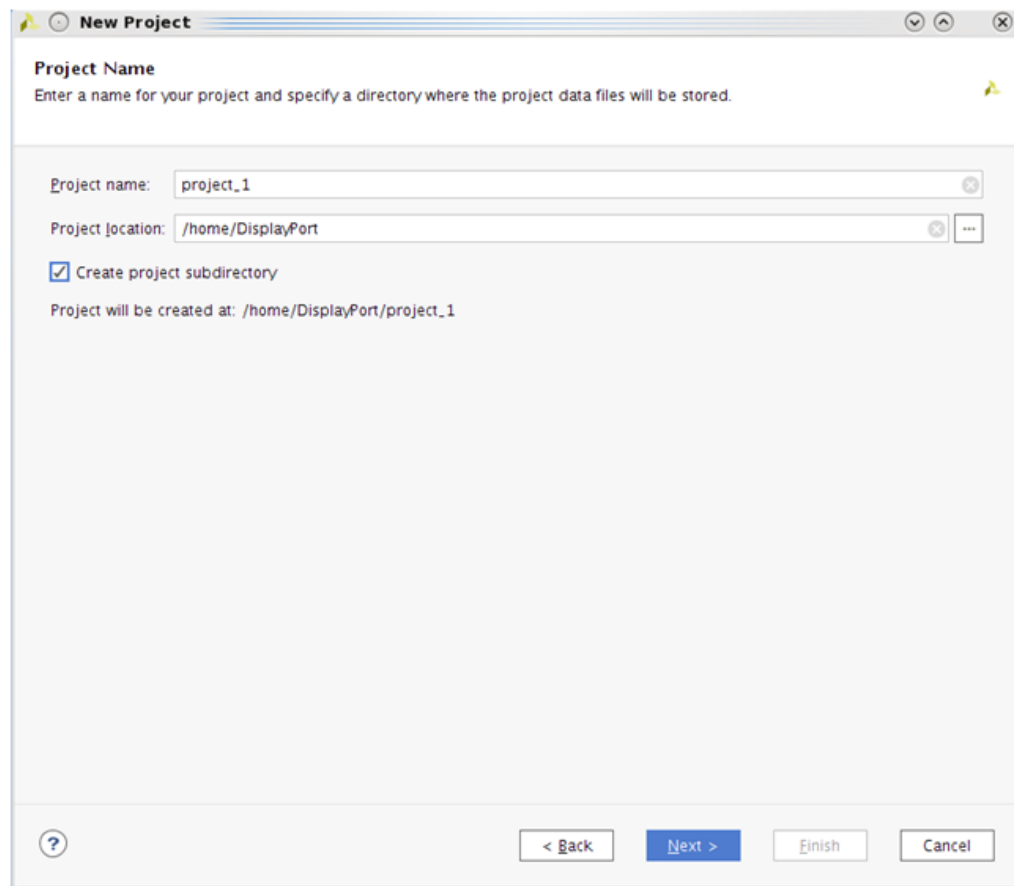 New Project
Project Name
Enter a name for your project and specify a directory where the project data files will be stored.
Project name: project_1
Project location: /home/DisplayPort ...
Create project subdirectory
Project will be created at: /home/DisplayPort/project_1
? < Back Next > Finish Cancel